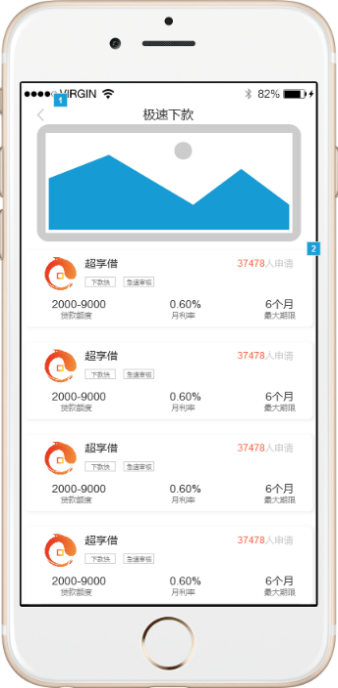 VIRGIN
82%
1
极速下款
2
超享借
37478人申请
下款快 急速审核
2000-9000 0.60% 6个月
贷款额度 月利率 最大期限
超享借
37478人申请
下款快 急速审核
2000-9000 0.60% 6个月
贷款额度 月利率 最大期限
超享借
37478人申请
下款快 急速审核
2000-9000 0.60% 6个月
贷款额度 月利率 最大期限
超享借
37478人申请
下款快 急速审核
2000-9000 0.60% 6个月
贷款额度 月利率 最大期限